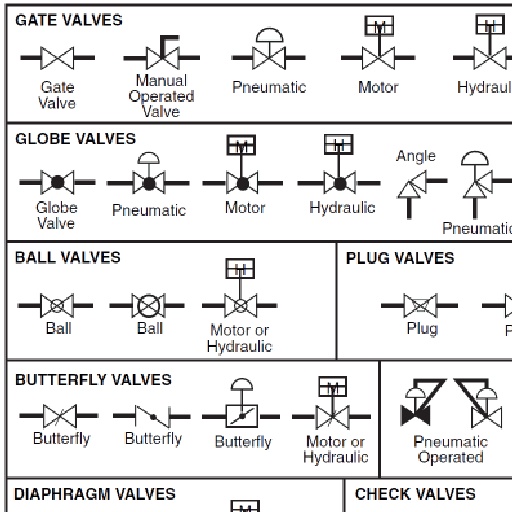 GATE VALVES
M
H
Gate
Valve
Manual
Operated
Valve
Pneumatic
Motor
Hydraul
GLOBE VALVES
M
H
Angle
Globe
Valve
Pneumatic
Motor
Hydraulic
Pneumatic
BALL VALVES
PLUG VALVES
H
Ball
Ball
Motor or
Hydraulic
Plug
P
BUTTERFLY VALVES
M
Butterfly
Butterfly
Butterfly
Motor or
Hydraulic
Pneumatic
Operated
DIAPHRAGM VALVES
CHECK VALVES
M